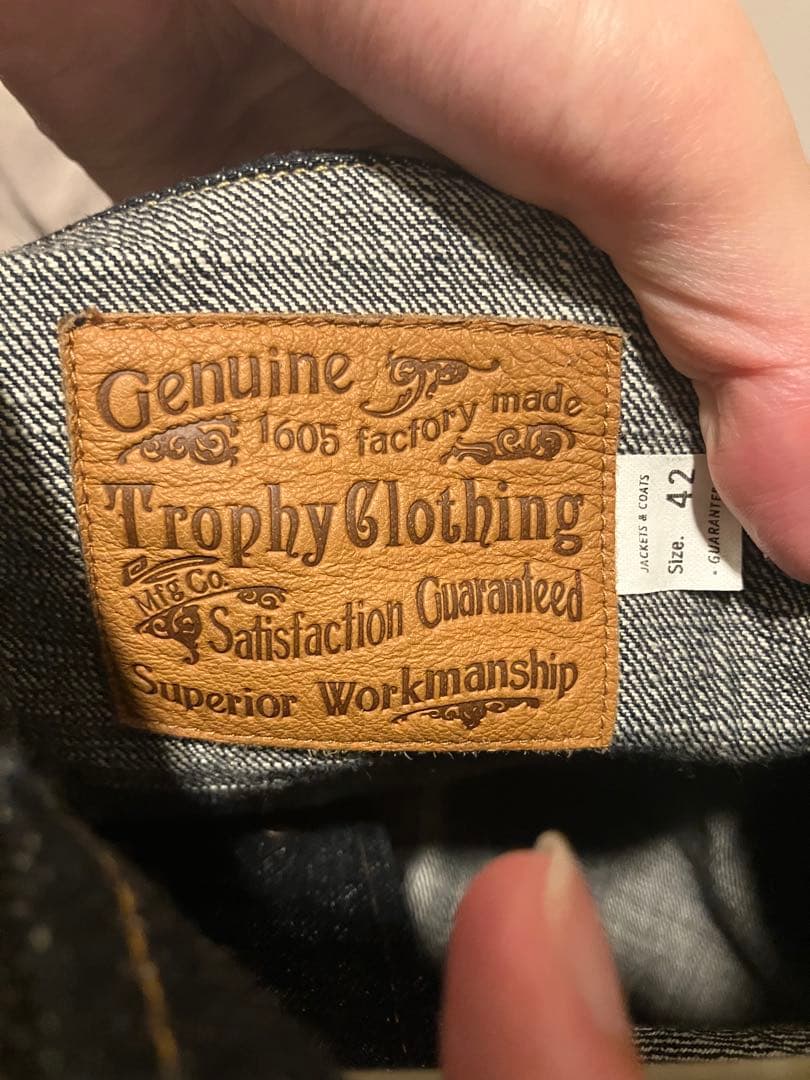 Genuine
1605 factory made
Trophy Clothing
Mfg Co.
Satisfaction Guaranteed
Superior Workmanship
JACKETS & COATS
Size. 42